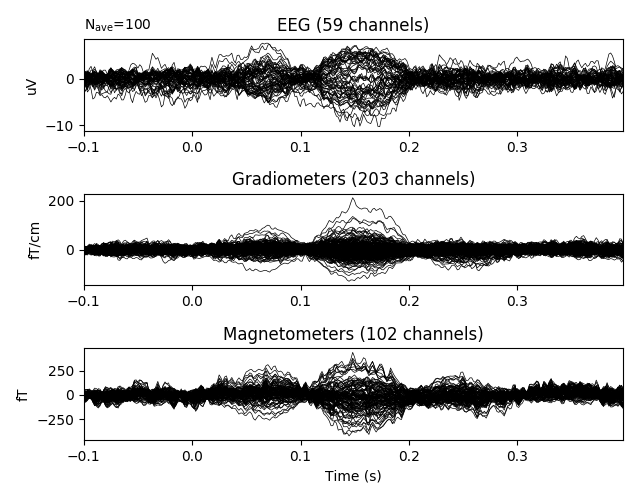 N_ave=100
EEG (59 channels)
uV
0
−10
−0.1 0.0 0.1 0.2 0.3
Gradiometers (203 channels)
fT/cm
200
0
−0.1 0.0 0.1 0.2 0.3
Magnetometers (102 channels)
fT
250
0
−250
−0.1 0.0 0.1 0.2 0.3
Time (s)